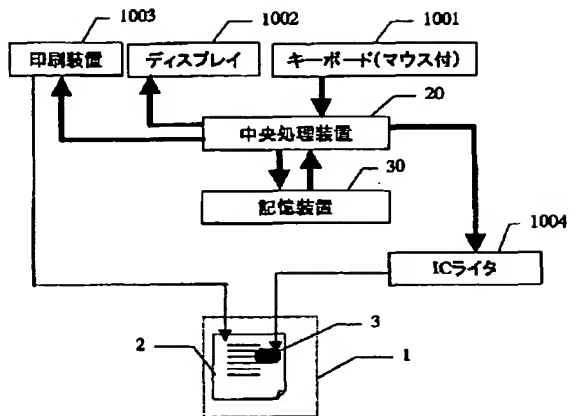 1003
1002
1001
印刷装置
ディスプレイ
キーボード(マウス付)
20
中央処理装置
30
記憶装置
1004
ICライタ
3
2
1